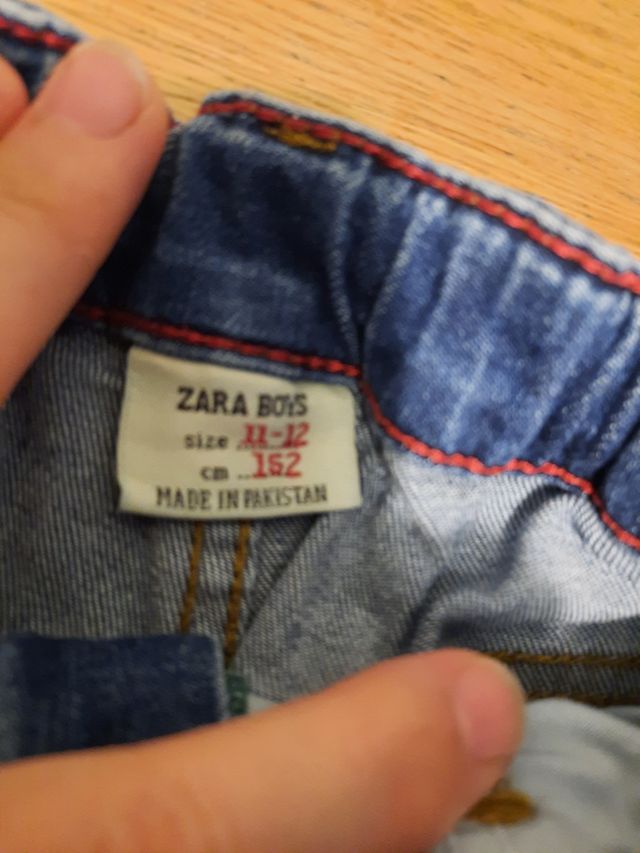 ZARA BOYS
size 11-12
cm ..152
MADE IN PAKISTAN